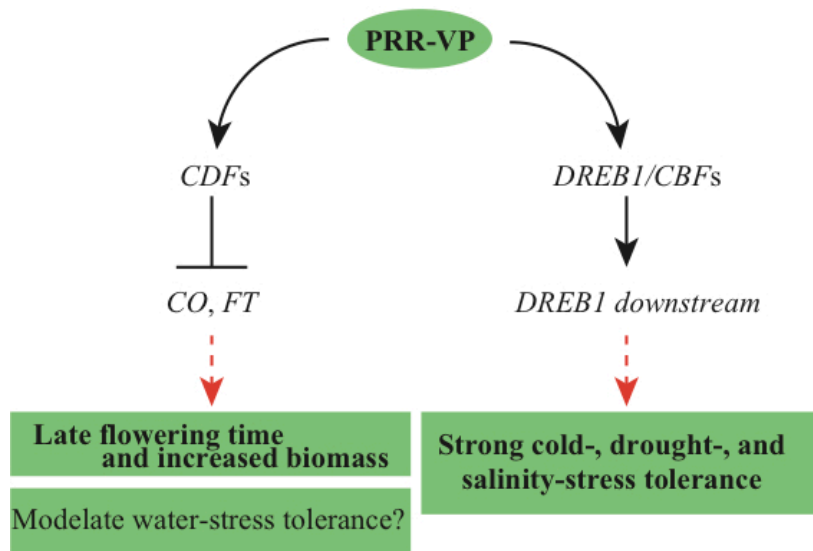 PRR-VP
CDFs
DREB1/CBFs
CO, FT
DREB1 downstream
Late flowering time
and increased biomass
Strong cold-, drought-, and
salinity-stress tolerance
Modelate water-stress tolerance?